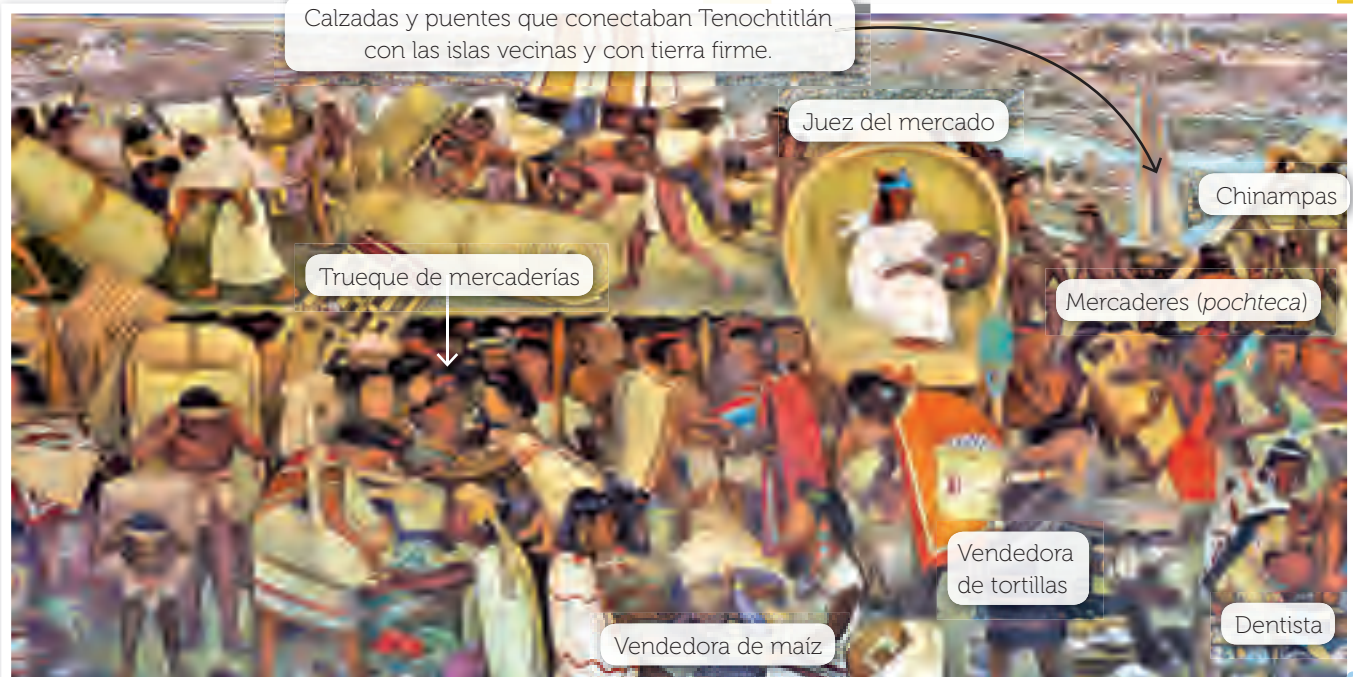 Calzadas y puentes que conectaban Tenochtitlán
con las islas vecinas y con tierra firme.
Juez del mercado
Chinampas
Trueque de mercaderías
Mercaderes (pochteca)
Vendedora
de tortillas
Dentista
Vendedora de maíz